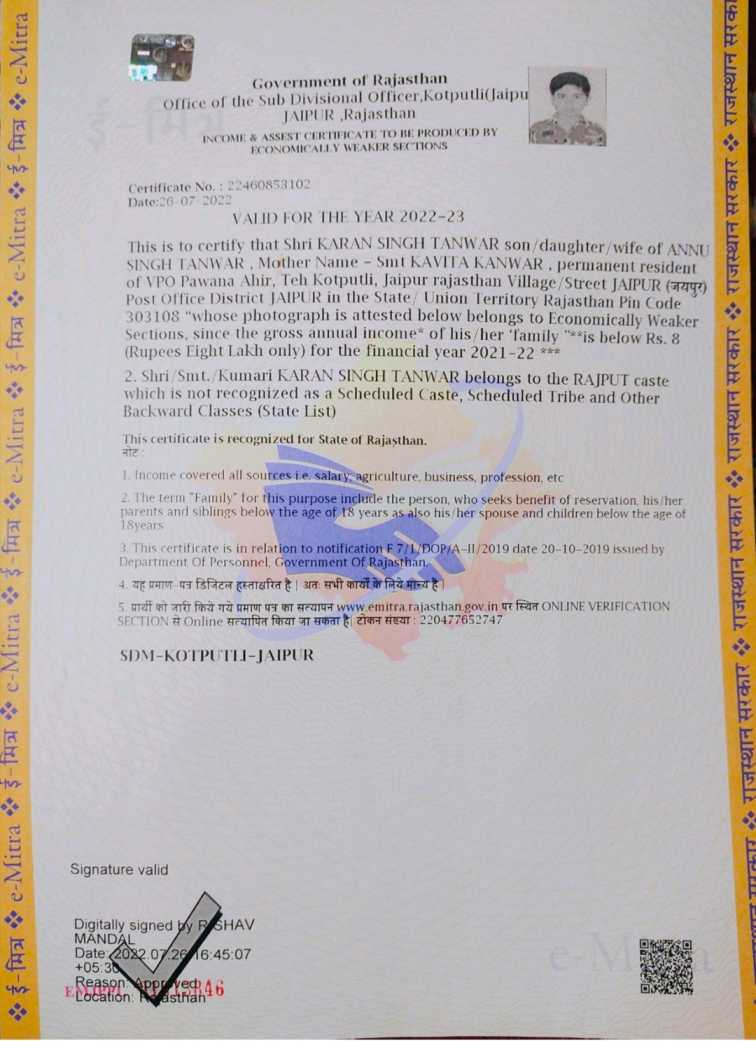 Government of Rajasthan
Office of the Sub Divisional Officer,Kotputli(Jaipu
JAIPUR ,Rajasthan
INCOME & ASSEST CERTIFICATE TO BE PRODUCED BY
ECONOMICALLY WEAKER SECTIONS
Certificate No. : 22460853102
Date:26-07-2022
VALID FOR THE YEAR 2022-23
This is to certify that Shri KARAN SINGH TANWAR son/daughter/wife of ANNU
SINGH TANWAR , Mother Name - Smt KAVITA KANWAR , permanent resident
of VPO Pawana Ahir, Teh Kotputli, Jaipur rajasthan Village/Street JAIPUR (जयपुर)
Post Office District JAIPUR in the State/ Union Territory Rajasthan Pin Code
303108 "whose photograph is attested below belongs to Economically Weaker
Sections, since the gross annual income* of his/her 'family "**is below Rs. 8
(Rupees Eight Lakh only) for the financial year 2021-22 ***
2. Shri/Smt./Kumari KARAN SINGH TANWAR belongs to the RAJPUT caste
which is not recognized as a Scheduled Caste, Scheduled Tribe and Other
Backward Classes (State List)
This certificate is recognized for State of Rajasthan.
नोट :
1. Income covered all sources i.e. salary, agriculture, business, profession, etc
2. The term "Family" for this purpose include the person, who seeks benefit of reservation, his/her
parents and siblings below the age of 18 years as also his/her spouse and children below the age of
18years
3. This certificate is in relation to notification F 7/1/DOP/A-II/2019 date 20-10-2019 issued by
Department Of Personnel, Government Of Rajasthan.
4. यह प्रमाण-पत्र डिजिटल हस्ताक्षरित है | अतः सभी कार्यो के लिये मान्य है |
5. प्रार्थी को जारी किये गये प्रमाण पत्र का सत्यापन www.emitra.rajasthan.gov.in पर स्थित ONLINE VERIFICATION
SECTION से Online सत्यापित किया जा सकता है| टोकन संख्या : 220477652747
SDM-KOTPUTLI-JAIPUR
Signature valid
Digitally signed by R SHAV
MANDAL
Date: 2022.07.26 16:45:07
+05:30
Reason: Approved
Location: Rajasthan
e-Mitra
ई-मित्र ❖ e-Mitra ❖ ई-मित्र ❖ e-Mitra ❖ ई-मित्र ❖ e-Mitra ❖ ई-मित्र ❖ e-Mitra ❖ ई-मित्र ❖ e-Mitra
राजस्थान सरकार ❖ राजस्थान सरकार ❖ राजस्थान सरकार ❖ राजस्थान सरकार ❖ राजस्थान सरकार